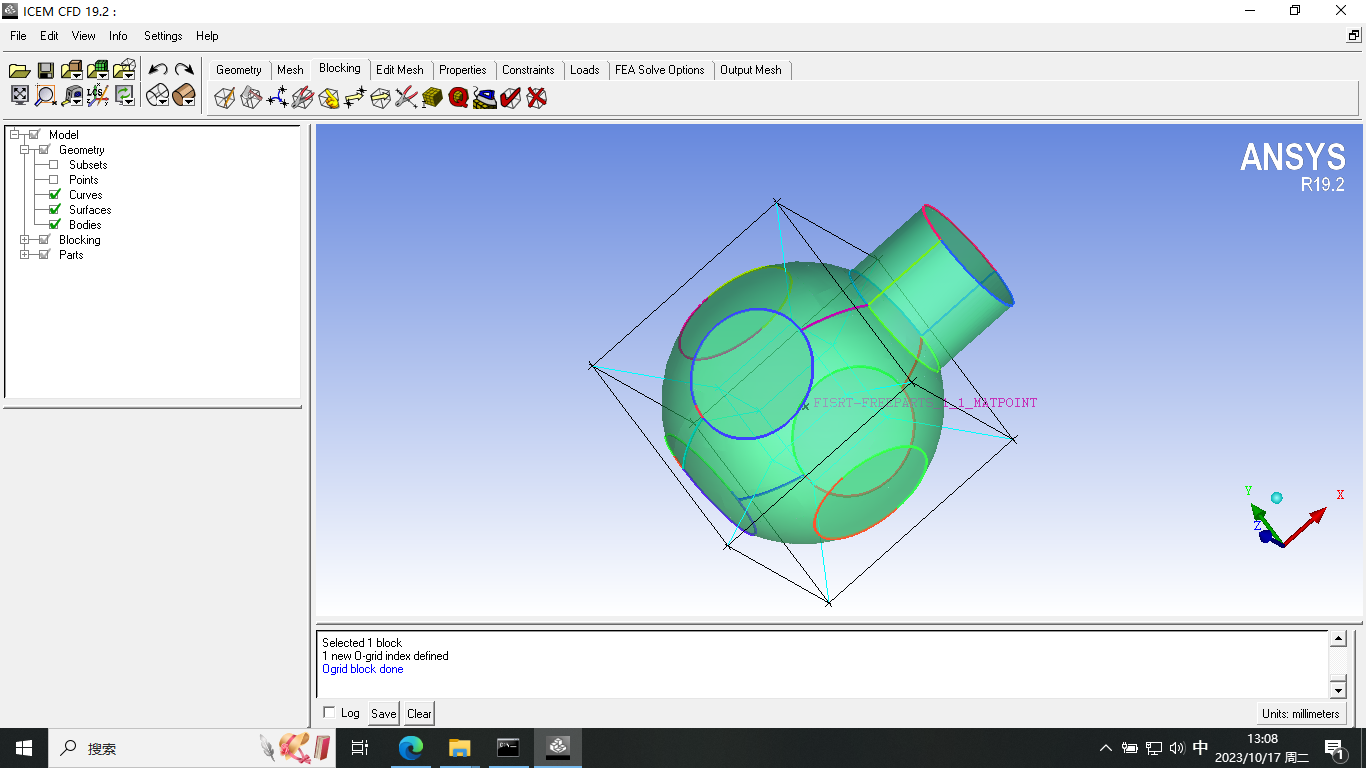 ICEM CFD 19.2 :
File Edit View Info Settings Help
Geometry Mesh Blocking Edit Mesh Properties Constraints Loads FEA Solve Options Output Mesh
Model
Geometry
Subsets
Points
Curves
Surfaces
Bodies
Blocking
Parts
ANSYS
R19.2
FISRT-FREEPARTS_1_1_MATPOINT
Y
X
Z
Selected 1 block
1 new O-grid index defined
Ogrid block done
Log Save Clear
Units: millimeters
搜索
中
13:08
2023/10/17 周二
1